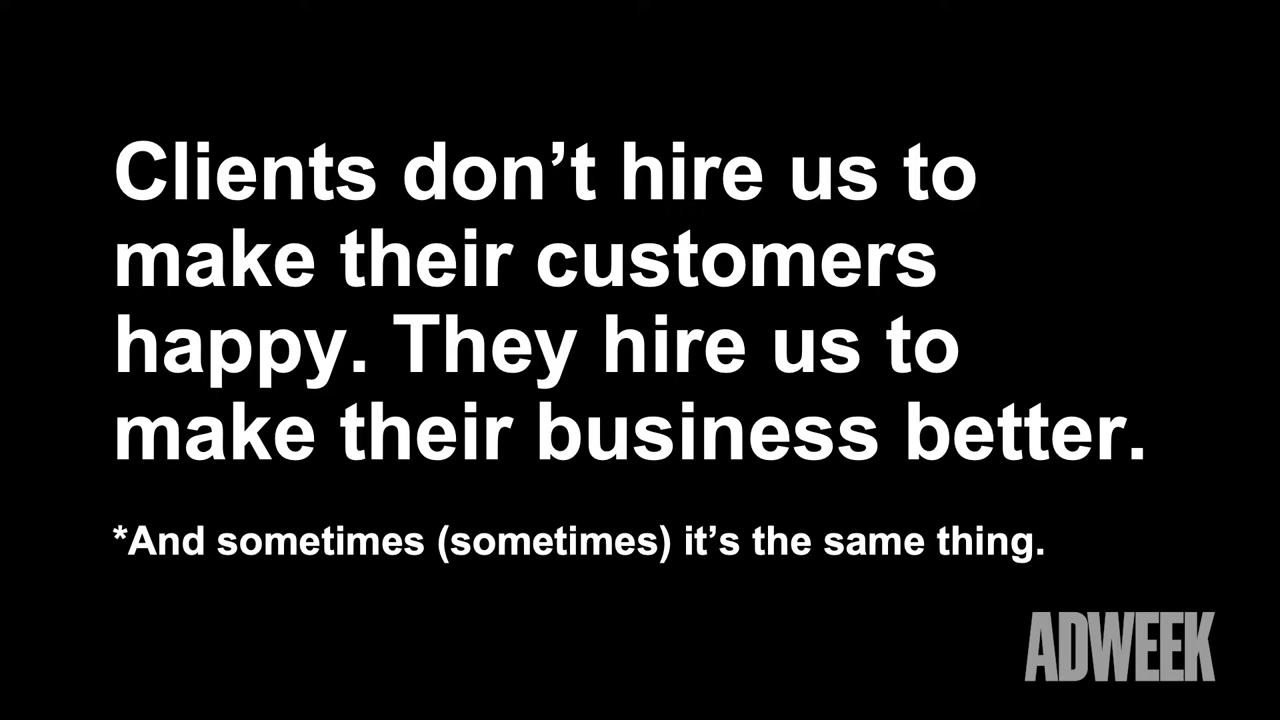 Clients don’t hire us to
make their customers
happy. They hire us to
make their business better.
*And sometimes (sometimes) it’s the same thing.
ADWEEK